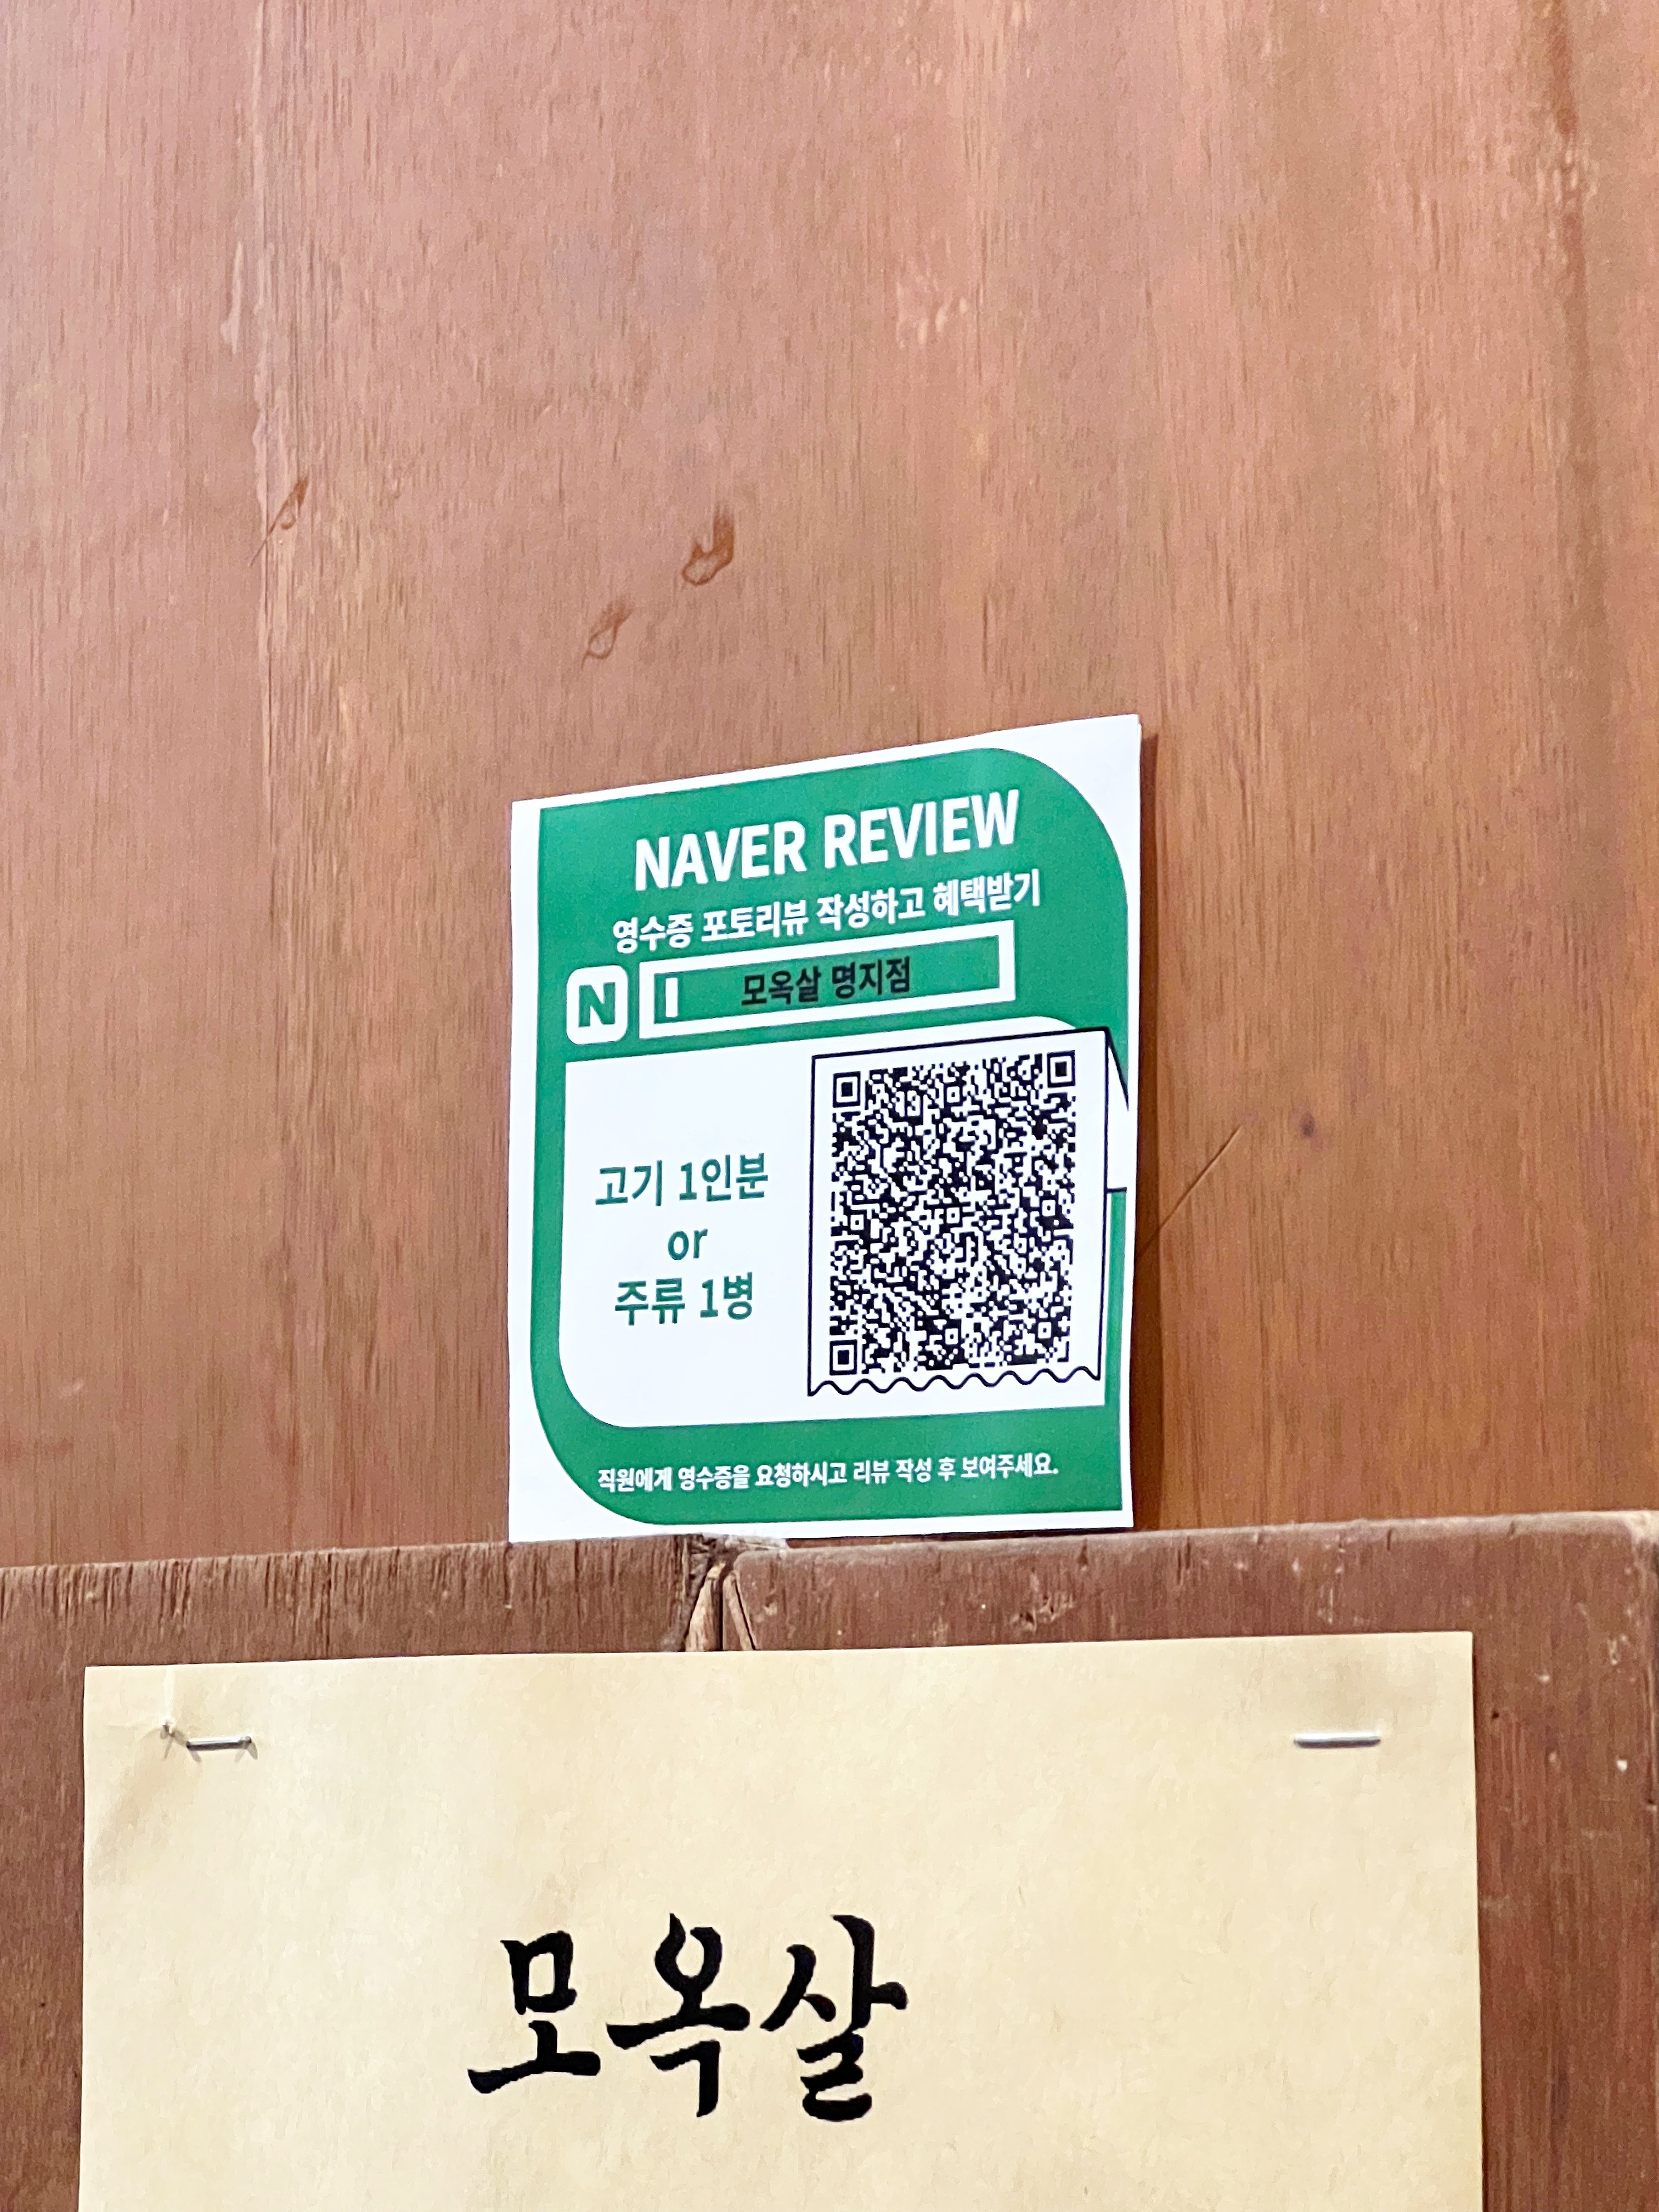 NAVER REVIEW
영수증 포토리뷰 작성하고 혜택받기
N 모옥살 명지점
고기 1인분
or
주류 1병
직원에게 영수증을 요청하시고 리뷰 작성 후 보여주세요.
모옥살